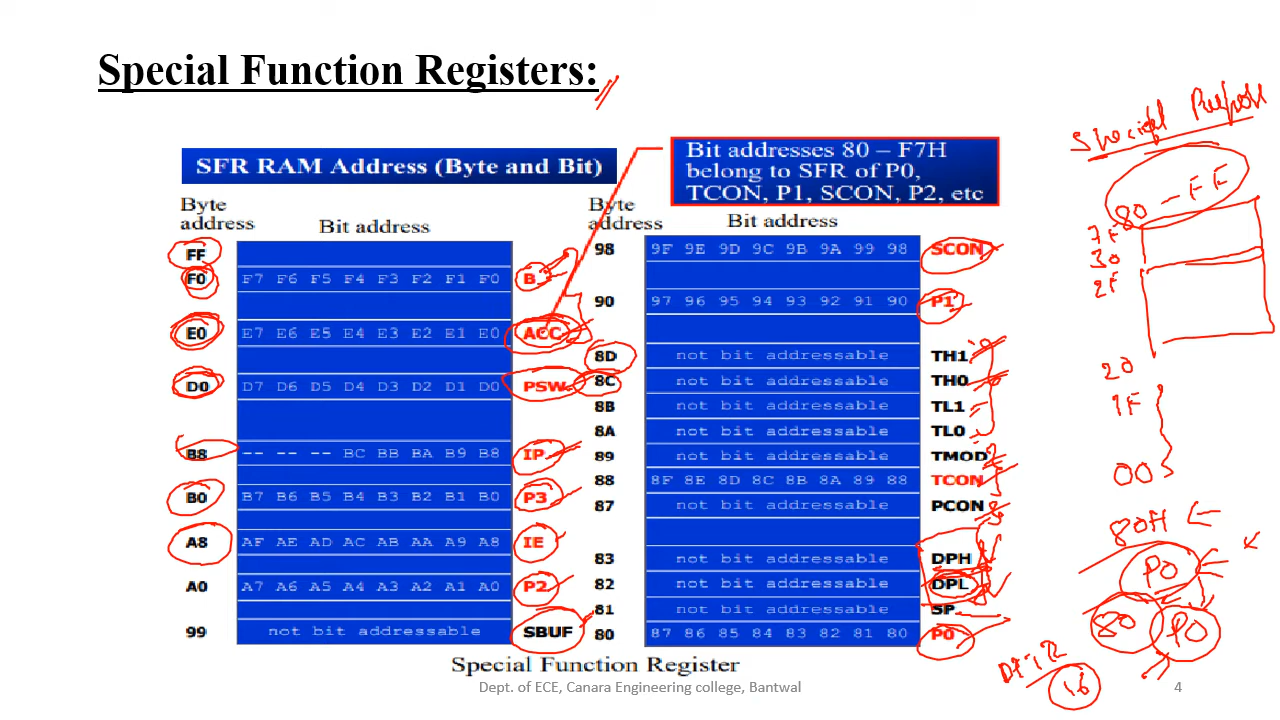 Special Function Registers:
SFR RAM Address (Byte and Bit)
Bit addresses 80 – F7H
belong to SFR of P0,
TCON, P1, SCON, P2, etc
Byte
address
Bit address
FF
F0 F7 F6 F5 F4 F3 F2 F1 F0 B
E0 E7 E6 E5 E4 E3 E2 E1 E0 ACC
D0 D7 D6 D5 D4 D3 D2 D1 D0 PSW
B8 -- -- -- BC BB BA B9 B8 IP
B0 B7 B6 B5 B4 B3 B2 B1 B0 P3
A8 AF AE AD AC AB AA A9 A8 IE
A0 A7 A6 A5 A4 A3 A2 A1 A0 P2
99 not bit addressable SBUF
Byte
address
Bit address
98 9F 9E 9D 9C 9B 9A 99 98 SCON
90 97 96 95 94 93 92 91 90 P1
8D not bit addressable TH1
8C not bit addressable TH0
8B not bit addressable TL1
8A not bit addressable TL0
89 not bit addressable TMOD
88 8F 8E 8D 8C 8B 8A 89 88 TCON
87 not bit addressable PCON
83 not bit addressable DPH
82 not bit addressable DPL
81 not bit addressable SP
80 87 86 85 84 83 82 81 80 P0
Special Function Register
Special
80 – FF
7F
30
2F
20
1F
00
80H
P0
80 P0
DPTR
16
Dept. of ECE, Canara Engineering college, Bantwal
4